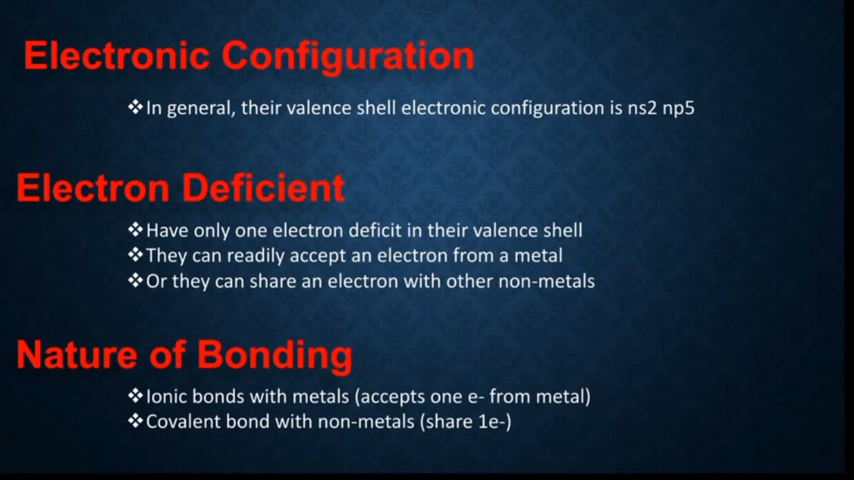 Electronic Configuration
❖In general, their valence shell electronic configuration is ns2 np5
Electron Deficient
❖Have only one electron deficit in their valence shell
❖They can readily accept an electron from a metal
❖Or they can share an electron with other non-metals
Nature of Bonding
❖Ionic bonds with metals (accepts one e- from metal)
❖Covalent bond with non-metals (share 1e-)